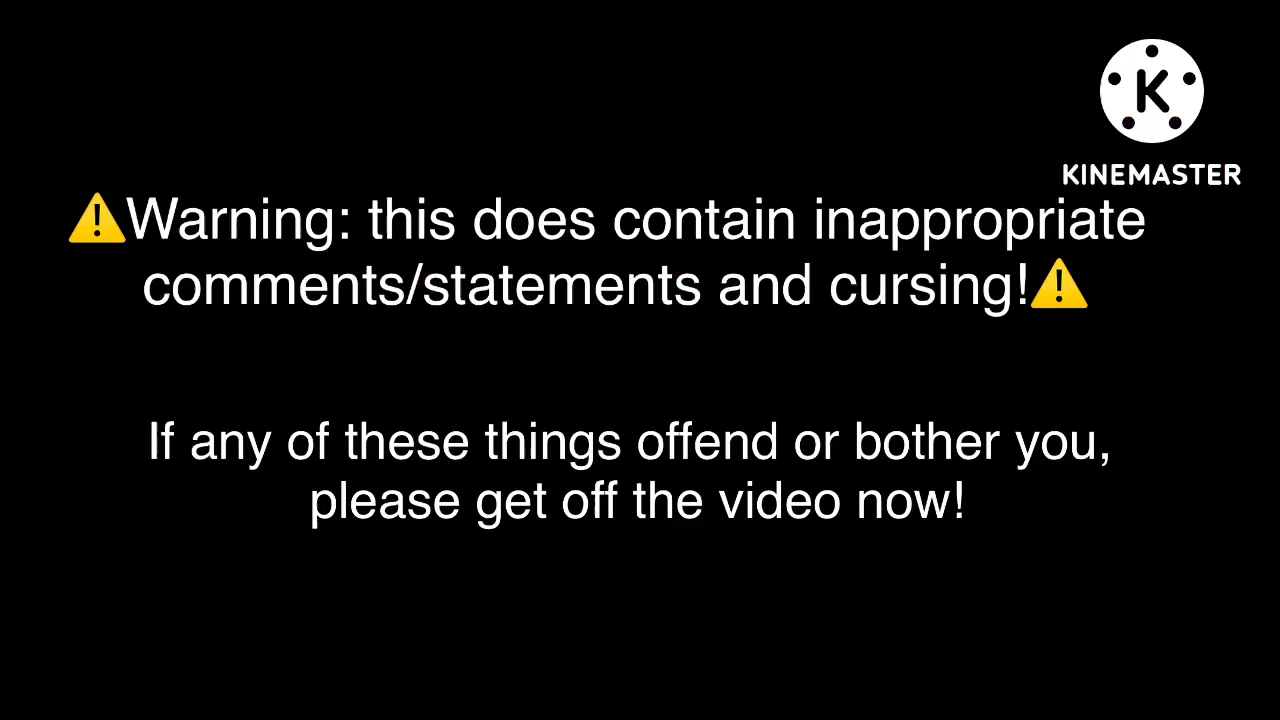 K
KINEMASTER
⚠️Warning: this does contain inappropriate
comments/statements and cursing!⚠️
If any of these things offend or bother you,
please get off the video now!